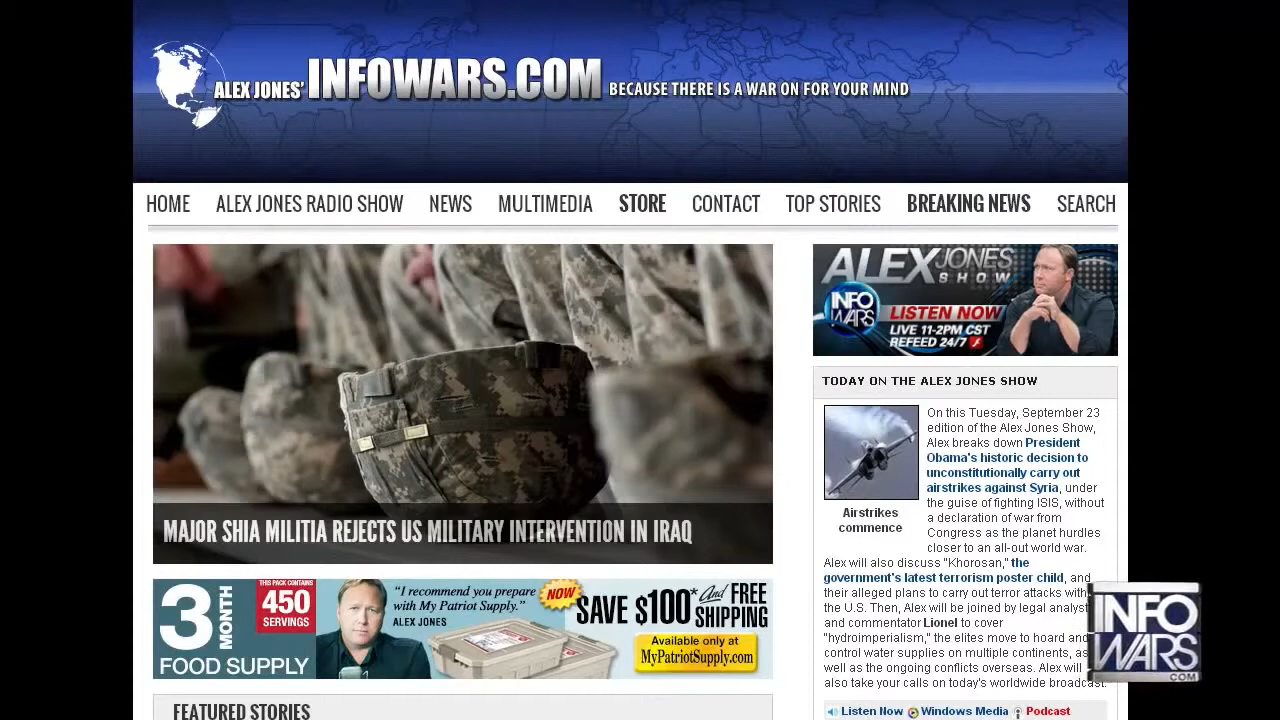 ALEX JONES' INFOWARS.COM BECAUSE THERE IS A WAR ON FOR YOUR MIND
HOME ALEX JONES RADIO SHOW NEWS MULTIMEDIA STORE CONTACT TOP STORIES BREAKING NEWS SEARCH
MAJOR SHIA MILITIA REJECTS US MILITARY INTERVENTION IN IRAQ
3 MONTH
FOOD SUPPLY
THIS PACK CONTAINS
450
SERVINGS
"I recommend you prepare
with My Patriot Supply."
ALEX JONES
NOW
SAVE $100* And FREE SHIPPING
Available only at
MyPatriotSupply.com
FEATURED STORIES
ALEX JONES
SHOW
INFO
WARS
LISTEN NOW
LIVE 11-2PM CST
REFEED 24/7
TODAY ON THE ALEX JONES SHOW
Airstrikes
commence
On this Tuesday, September 23
edition of the Alex Jones Show,
Alex breaks down President
Obama's historic decision to
unconstitutionally carry out
airstrikes against Syria, under
the guise of fighting ISIS, without
a declaration of war from
Congress as the planet hurdles
closer to an all-out world war.
Alex will also discuss "Khorosan," the
government's latest terrorism poster child, and
their alleged plans to carry out terror attacks with
the U.S. Then, Alex will be joined by legal analyst
and commentator Lionel to cover
"hydroimperialism," the elites move to hoard and
control water supplies on multiple continents, as
well as the ongoing conflicts overseas. Alex will
also take your calls on today's worldwide broadcast.
Listen Now Windows Media Podcast
INFO
WARS
.COM